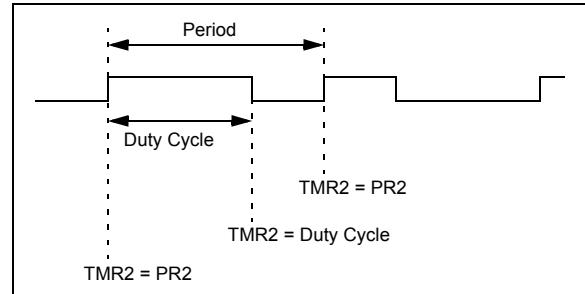 Period
Duty Cycle
TMR2 = PR2
TMR2 = Duty Cycle
TMR2 = PR2